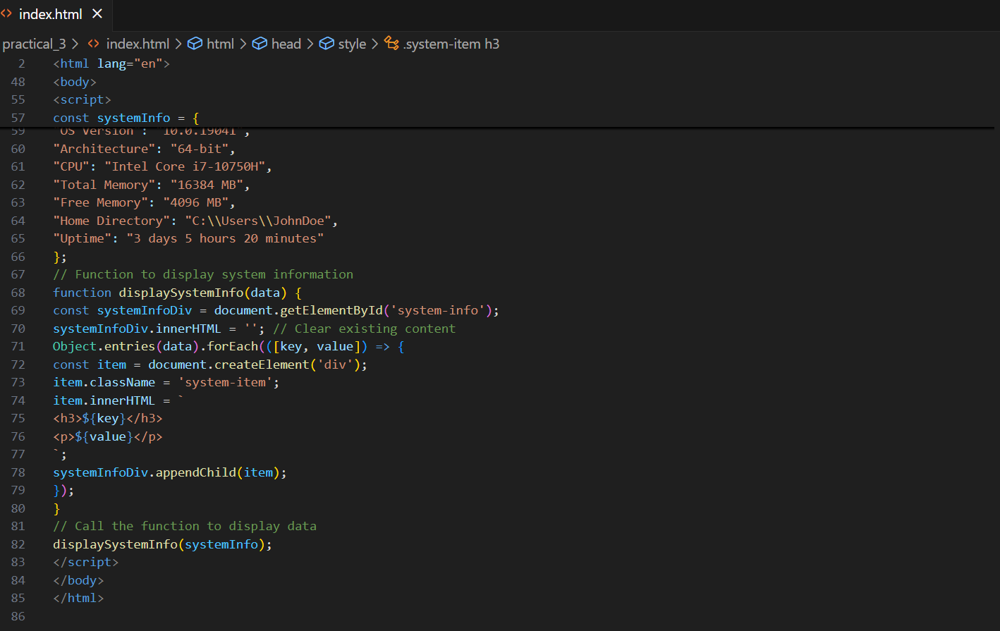 index.html
practical_3 > index.html > html > head > style > .system-item h3
2 <html lang="en">
48 <body>
55 <script>
57 const systemInfo = {
59 "OS Version": "10.0.19041",
60 "Architecture": "64-bit",
61 "CPU": "Intel Core i7-10750H",
62 "Total Memory": "16384 MB",
63 "Free Memory": "4096 MB",
64 "Home Directory": "C:\\Users\\JohnDoe",
65 "Uptime": "3 days 5 hours 20 minutes"
66 };
67 // Function to display system information
68 function displaySystemInfo(data) {
69 const systemInfoDiv = document.getElementById('system-info');
70 systemInfoDiv.innerHTML = ''; // Clear existing content
71 Object.entries(data).forEach(([key, value]) => {
72 const item = document.createElement('div');
73 item.className = 'system-item';
74 item.innerHTML = `
75 <h3>${key}</h3>
76 <p>${value}</p>
77 `;
78 systemInfoDiv.appendChild(item);
79 });
80 }
81 // Call the function to display data
82 displaySystemInfo(systemInfo);
83 </script>
84 </body>
85 </html>
86